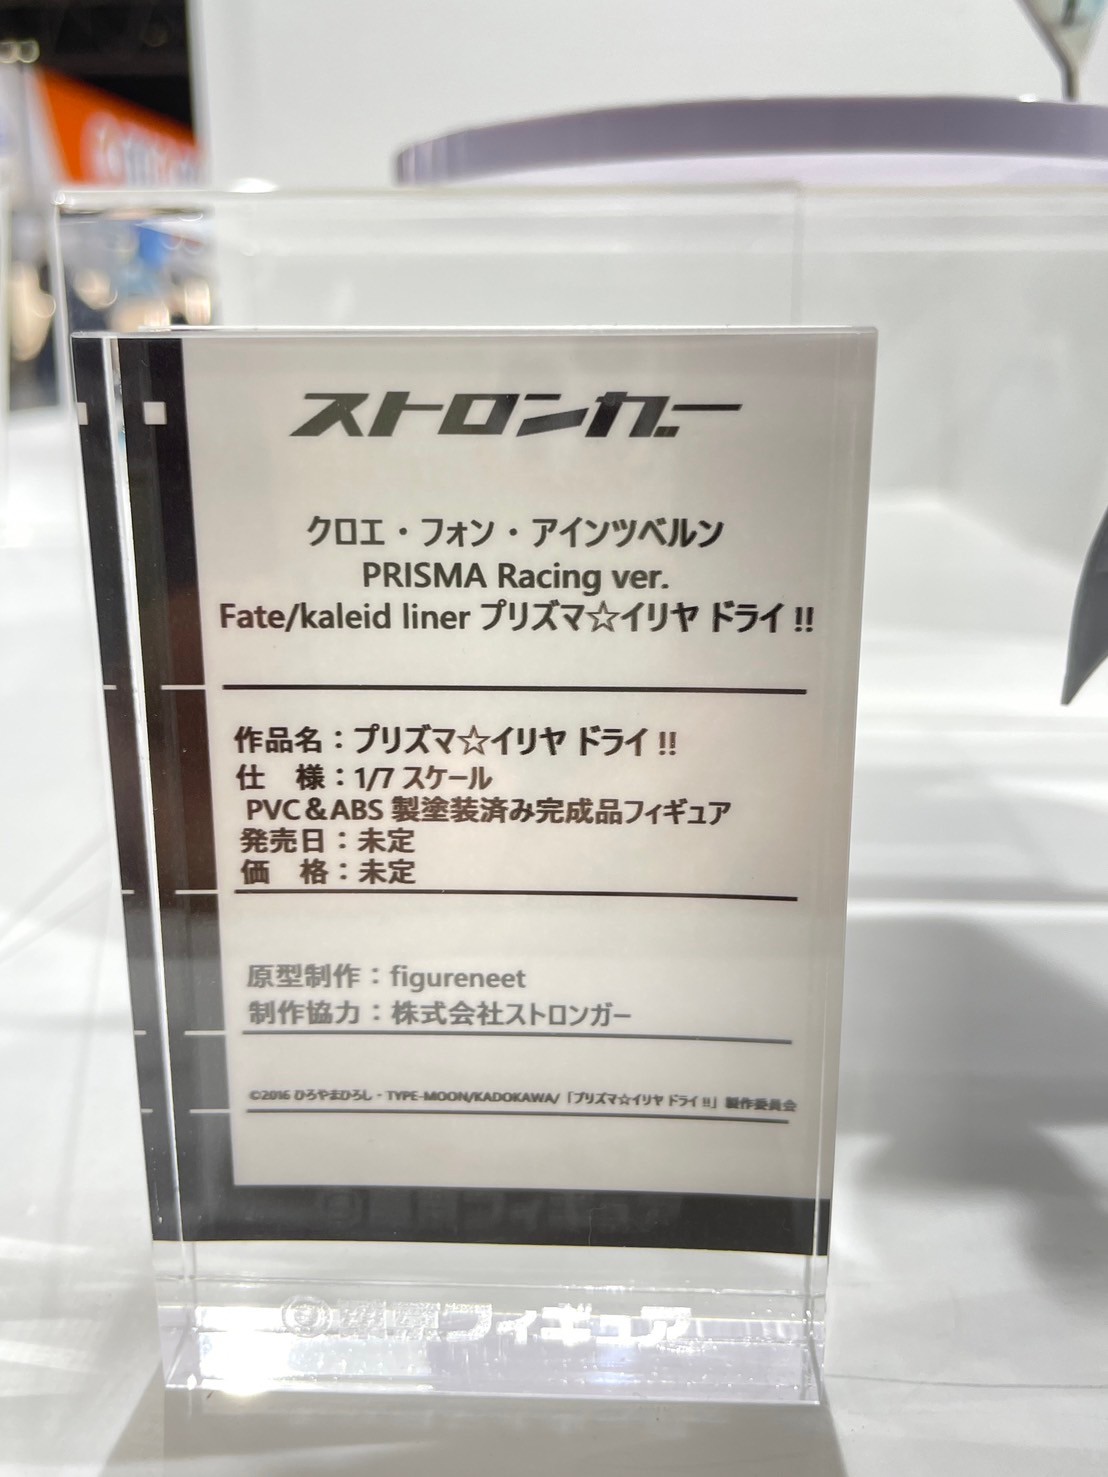 ストロンガー
クロエ・フォン・アインツベルン
PRISMA Racing ver.
Fate/kaleid liner プリズマ☆イリヤ ドライ!!
作品名：プリズマ☆イリヤ ドライ!!
仕　様：1/7 スケール
PVC＆ABS 製塗装済み完成品フィギュア
発売日：未定
価　格：未定
原型制作：figureneet
制作協力：株式会社ストロンガー
©2016 ひろやまひろし・TYPE-MOON/KADOKAWA/「プリズマ☆イリヤ ドライ!!」製作委員会
東京フィギュア